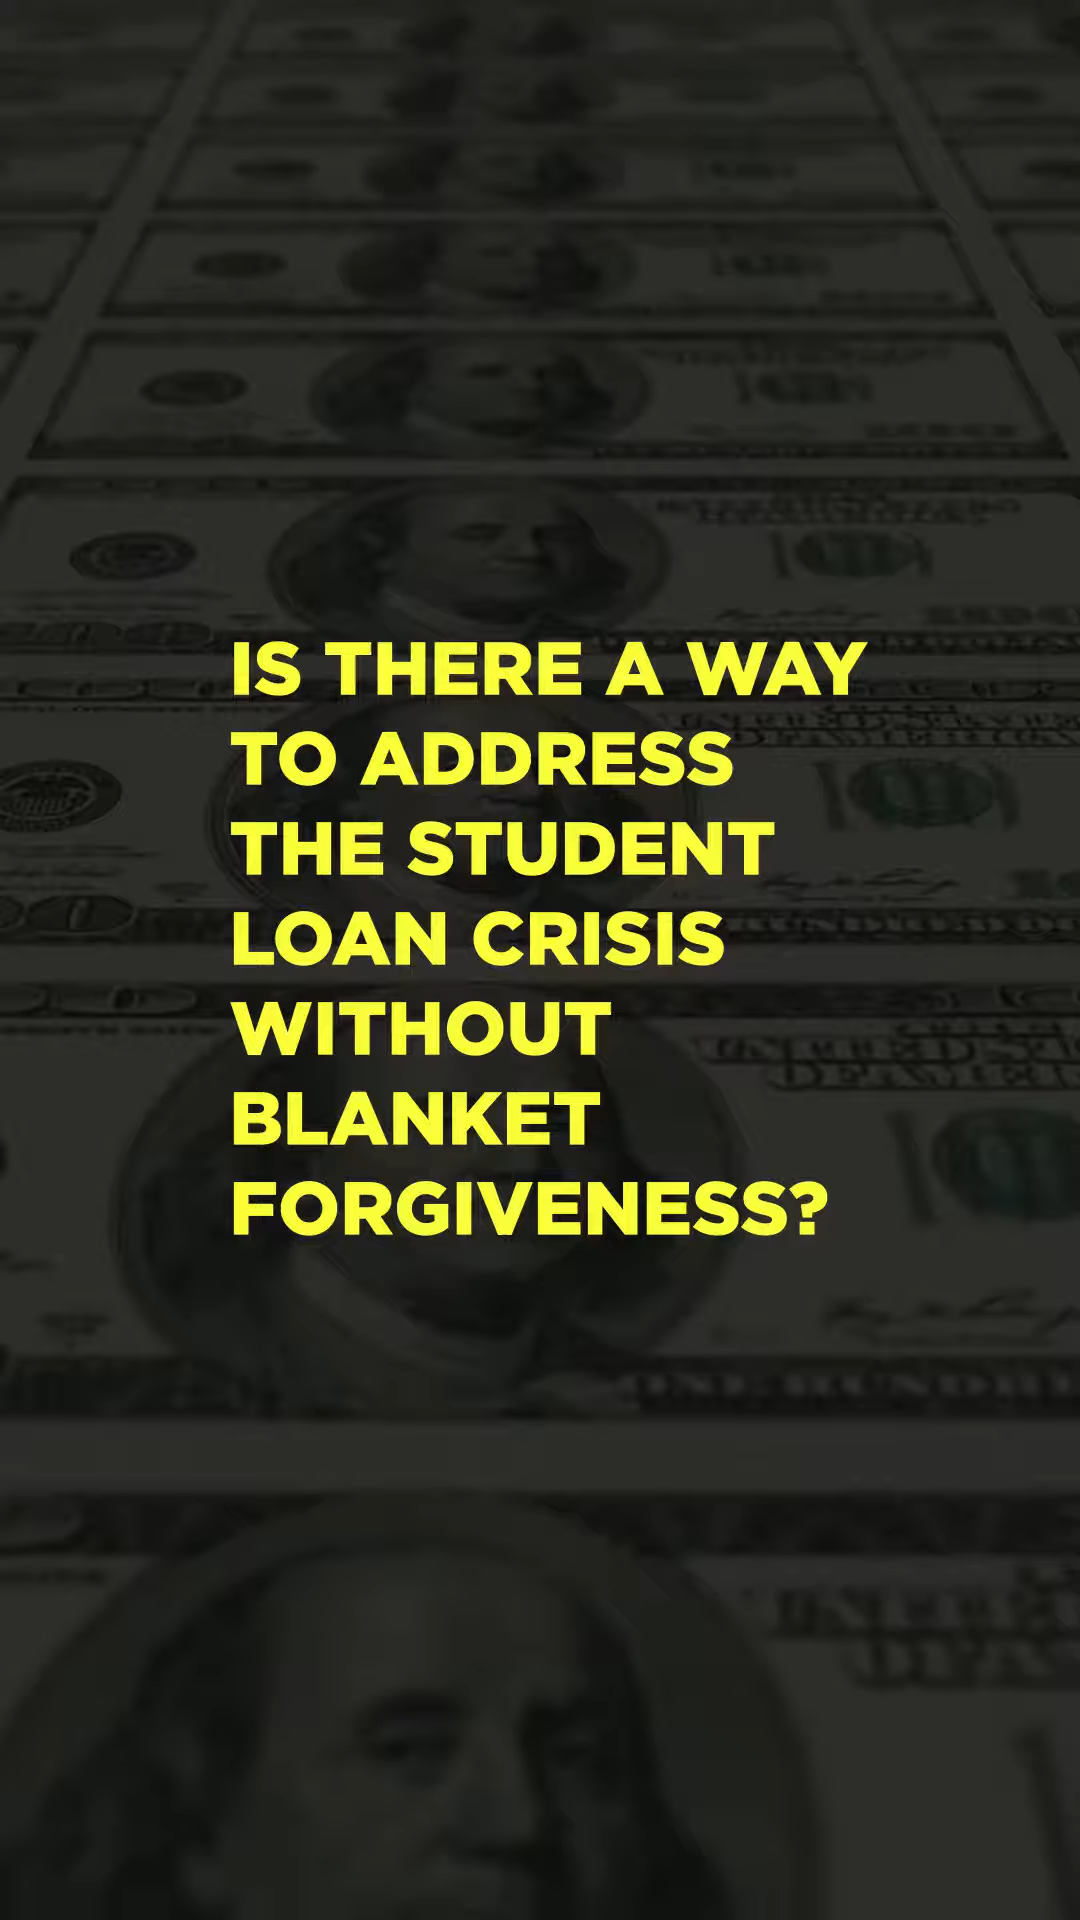 IS THERE A WAY
TO ADDRESS
THE STUDENT
LOAN CRISIS
WITHOUT
BLANKET
FORGIVENESS?